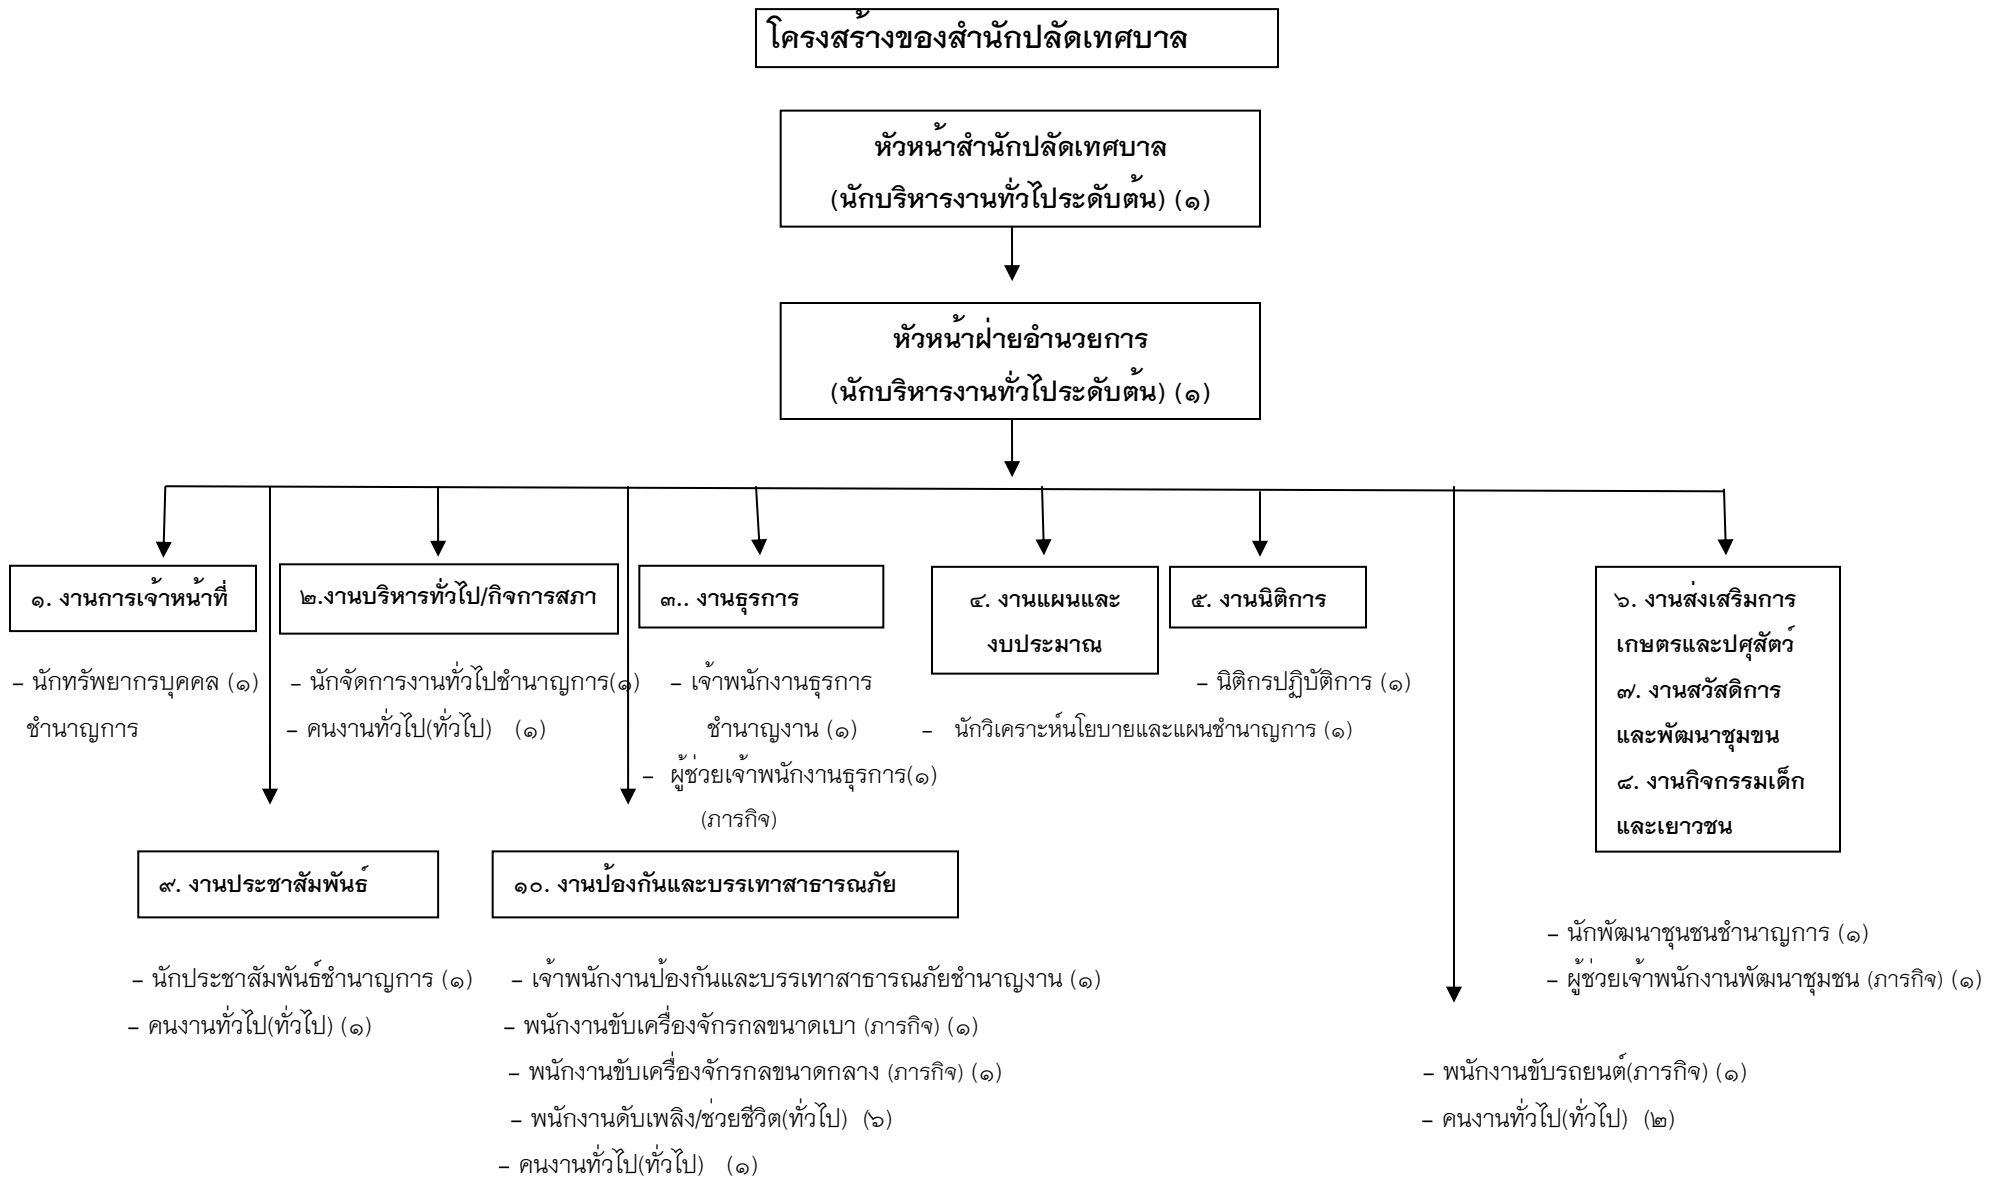 โครงสร้างของสำนักปลัดเทศบาล
หัวหน้าสำนักปลัดเทศบาล
(นักบริหารงานทั่วไประดับต้น) (๑)
หัวหน้าฝ่ายอำนวยการ
(นักบริหารงานทั่วไประดับต้น) (๑)
๑. งานการเจ้าหน้าที่
– นักทรัพยากรบุคคล (๑)
ชำนาญการ
๒.งานบริหารทั่วไป/กิจการสภา
– นักจัดการงานทั่วไปชำนาญการ(๑)
– คนงานทั่วไป(ทั่วไป) (๑)
๓.. งานธุรการ
– เจ้าพนักงานธุรการ
ชำนาญงาน (๑)
– ผู้ช่วยเจ้าพนักงานธุรการ(๑)
(ภารกิจ)
๔. งานแผนและ
งบประมาณ
– นักวิเคราะห์นโยบายและแผนชำนาญการ (๑)
๕. งานนิติการ
– นิติกรปฏิบัติการ (๑)
๖. งานส่งเสริมการ
เกษตรและปศุสัตว์
๗. งานสวัสดิการ
และพัฒนาชุมขน
๘. งานกิจกรรมเด็ก
และเยาวชน
– นักพัฒนาชุนชนชำนาญการ (๑)
– ผู้ช่วยเจ้าพนักงานพัฒนาชุมชน (ภารกิจ) (๑)
๙. งานประชาสัมพันธ์
– นักประชาสัมพันธ์ชำนาญการ (๑)
– คนงานทั่วไป(ทั่วไป) (๑)
๑๐. งานป้องกันและบรรเทาสาธารณภัย
– เจ้าพนักงานป้องกันและบรรเทาสาธารณภัยชำนาญงาน (๑)
– พนักงานขับเครื่องจักรกลขนาดเบา (ภารกิจ) (๑)
– พนักงานขับเครื่องจักรกลขนาดกลาง (ภารกิจ) (๑)
– พนักงานดับเพลิง/ช่วยชีวิต(ทั่วไป) (๖)
– คนงานทั่วไป(ทั่วไป) (๑)
– พนักงานขับรถยนต์(ภารกิจ) (๑)
– คนงานทั่วไป(ทั่วไป) (๒)